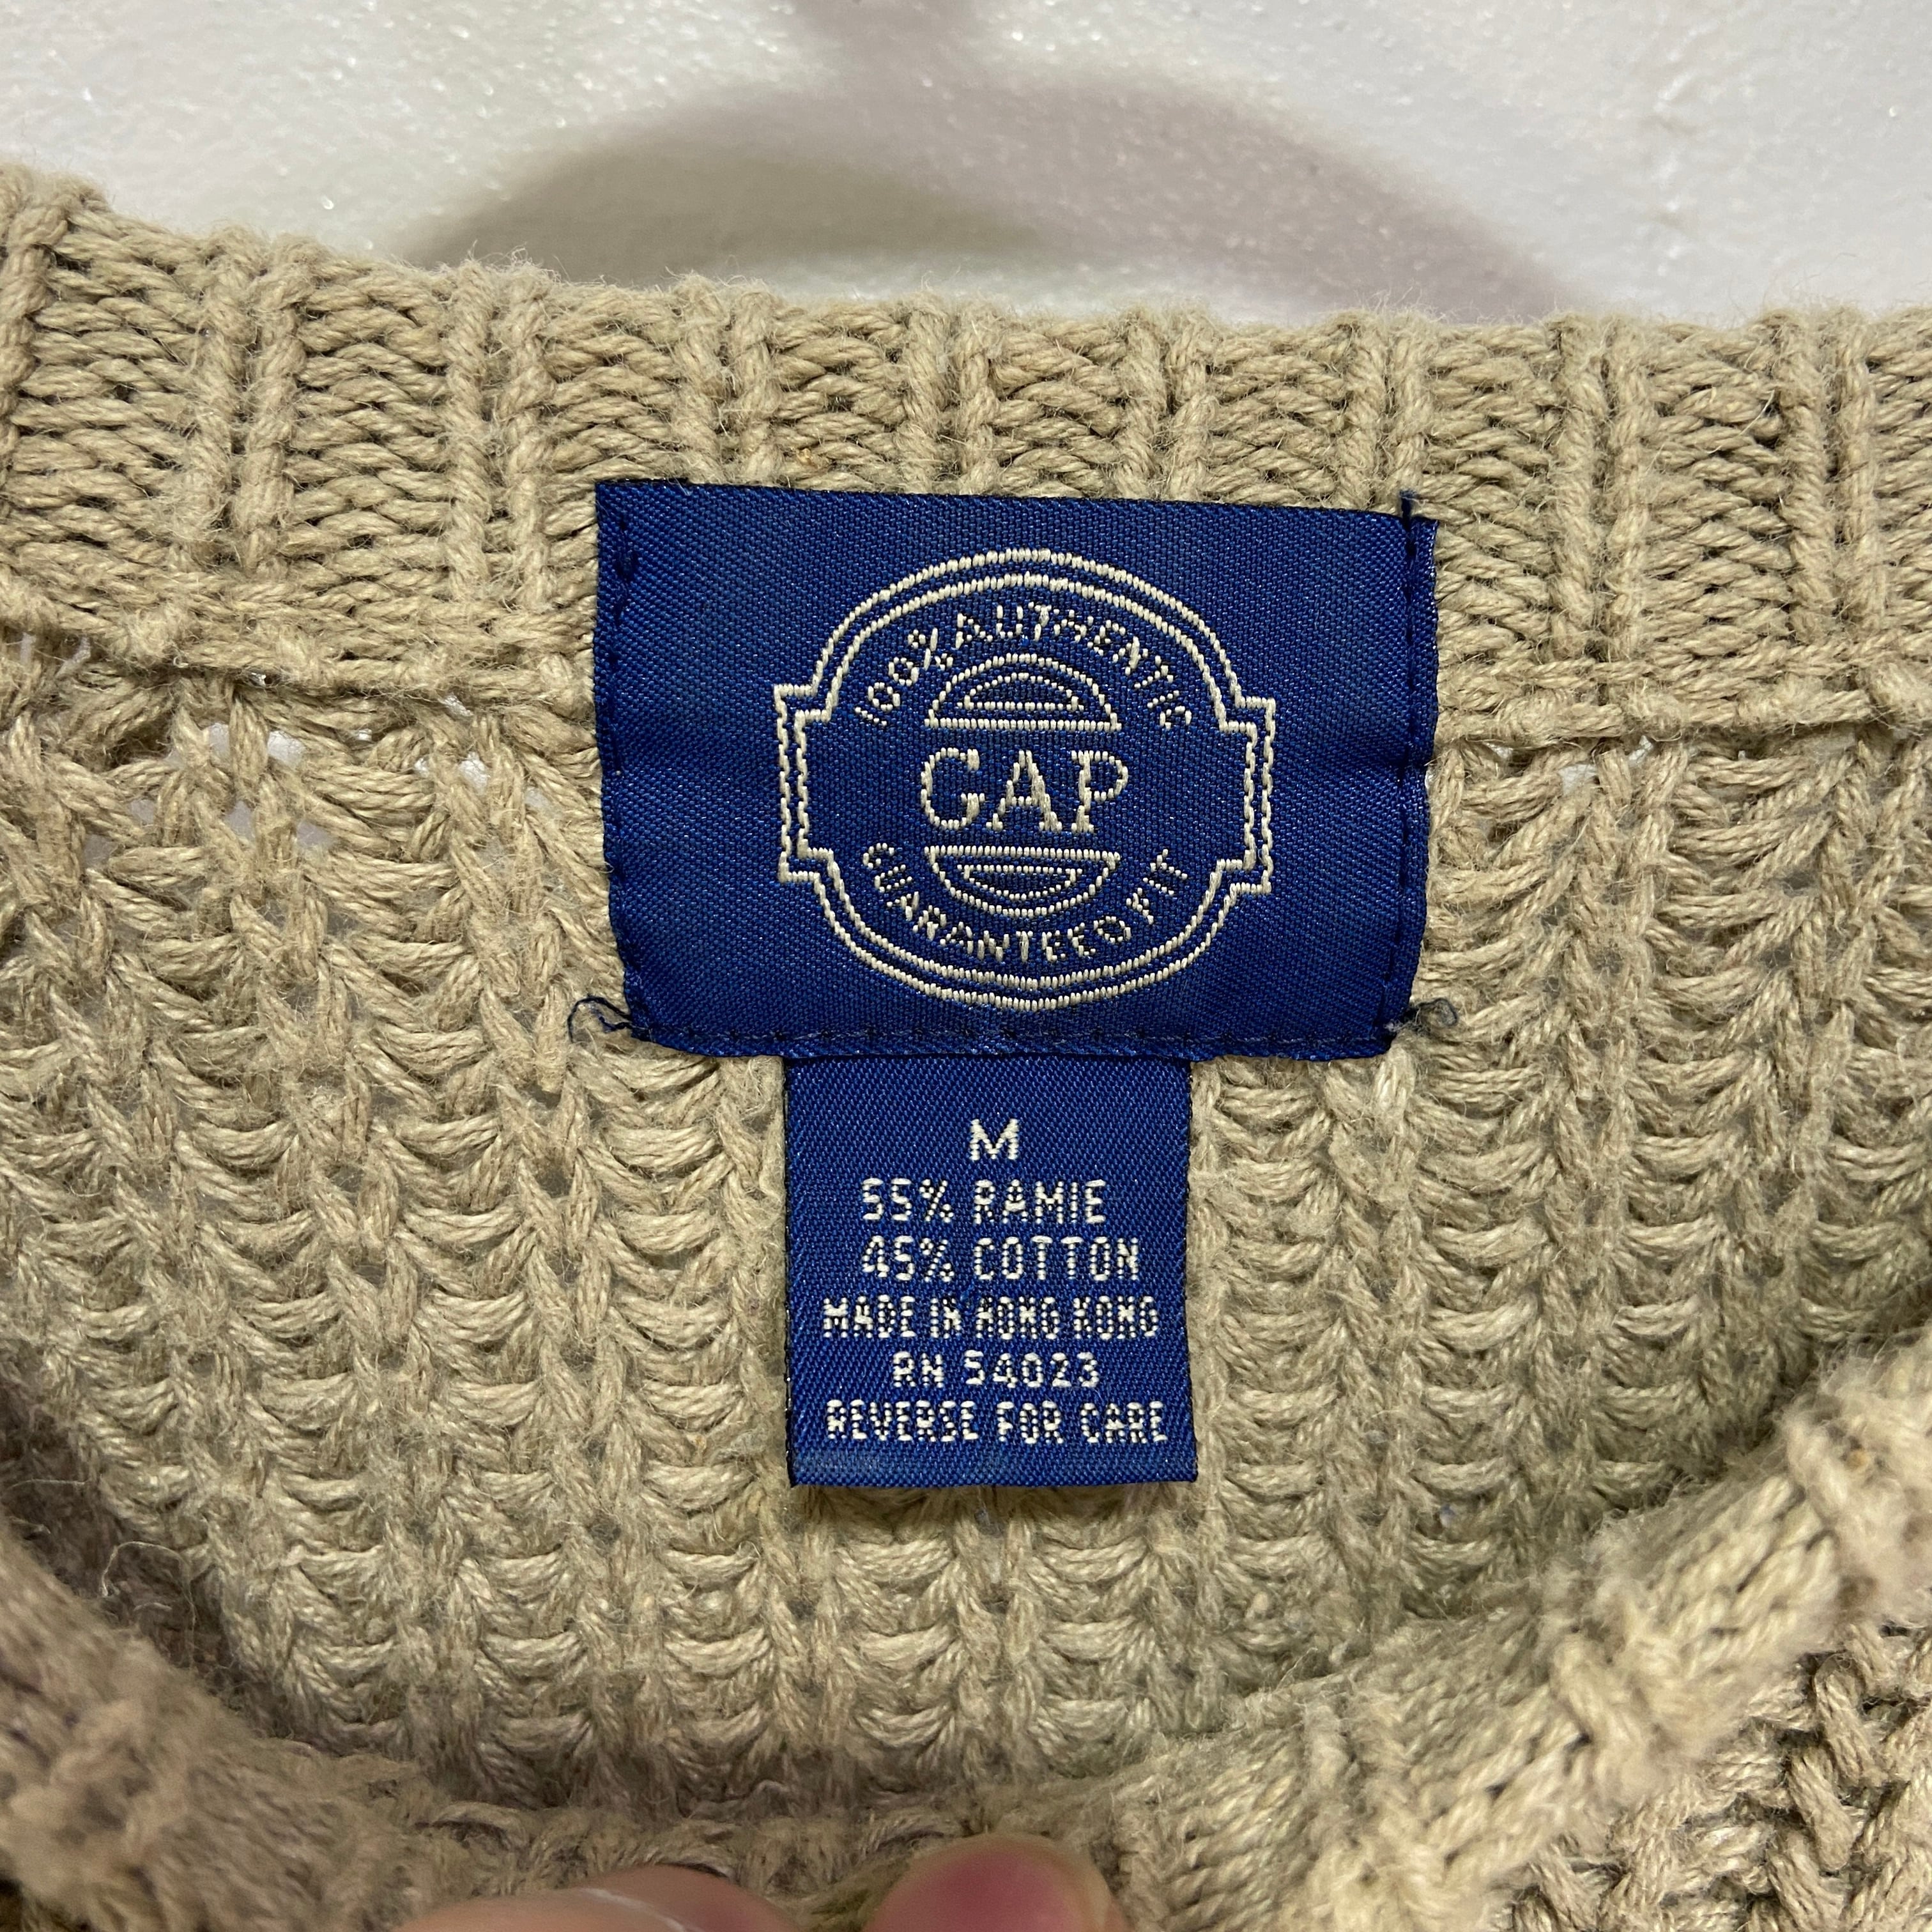 100% AUTHENTIC
GAP
GUARANTEED FIT
M
55% RAMIE
45% COTTON
MADE IN HONG KONG
RN 54023
REVERSE FOR CARE